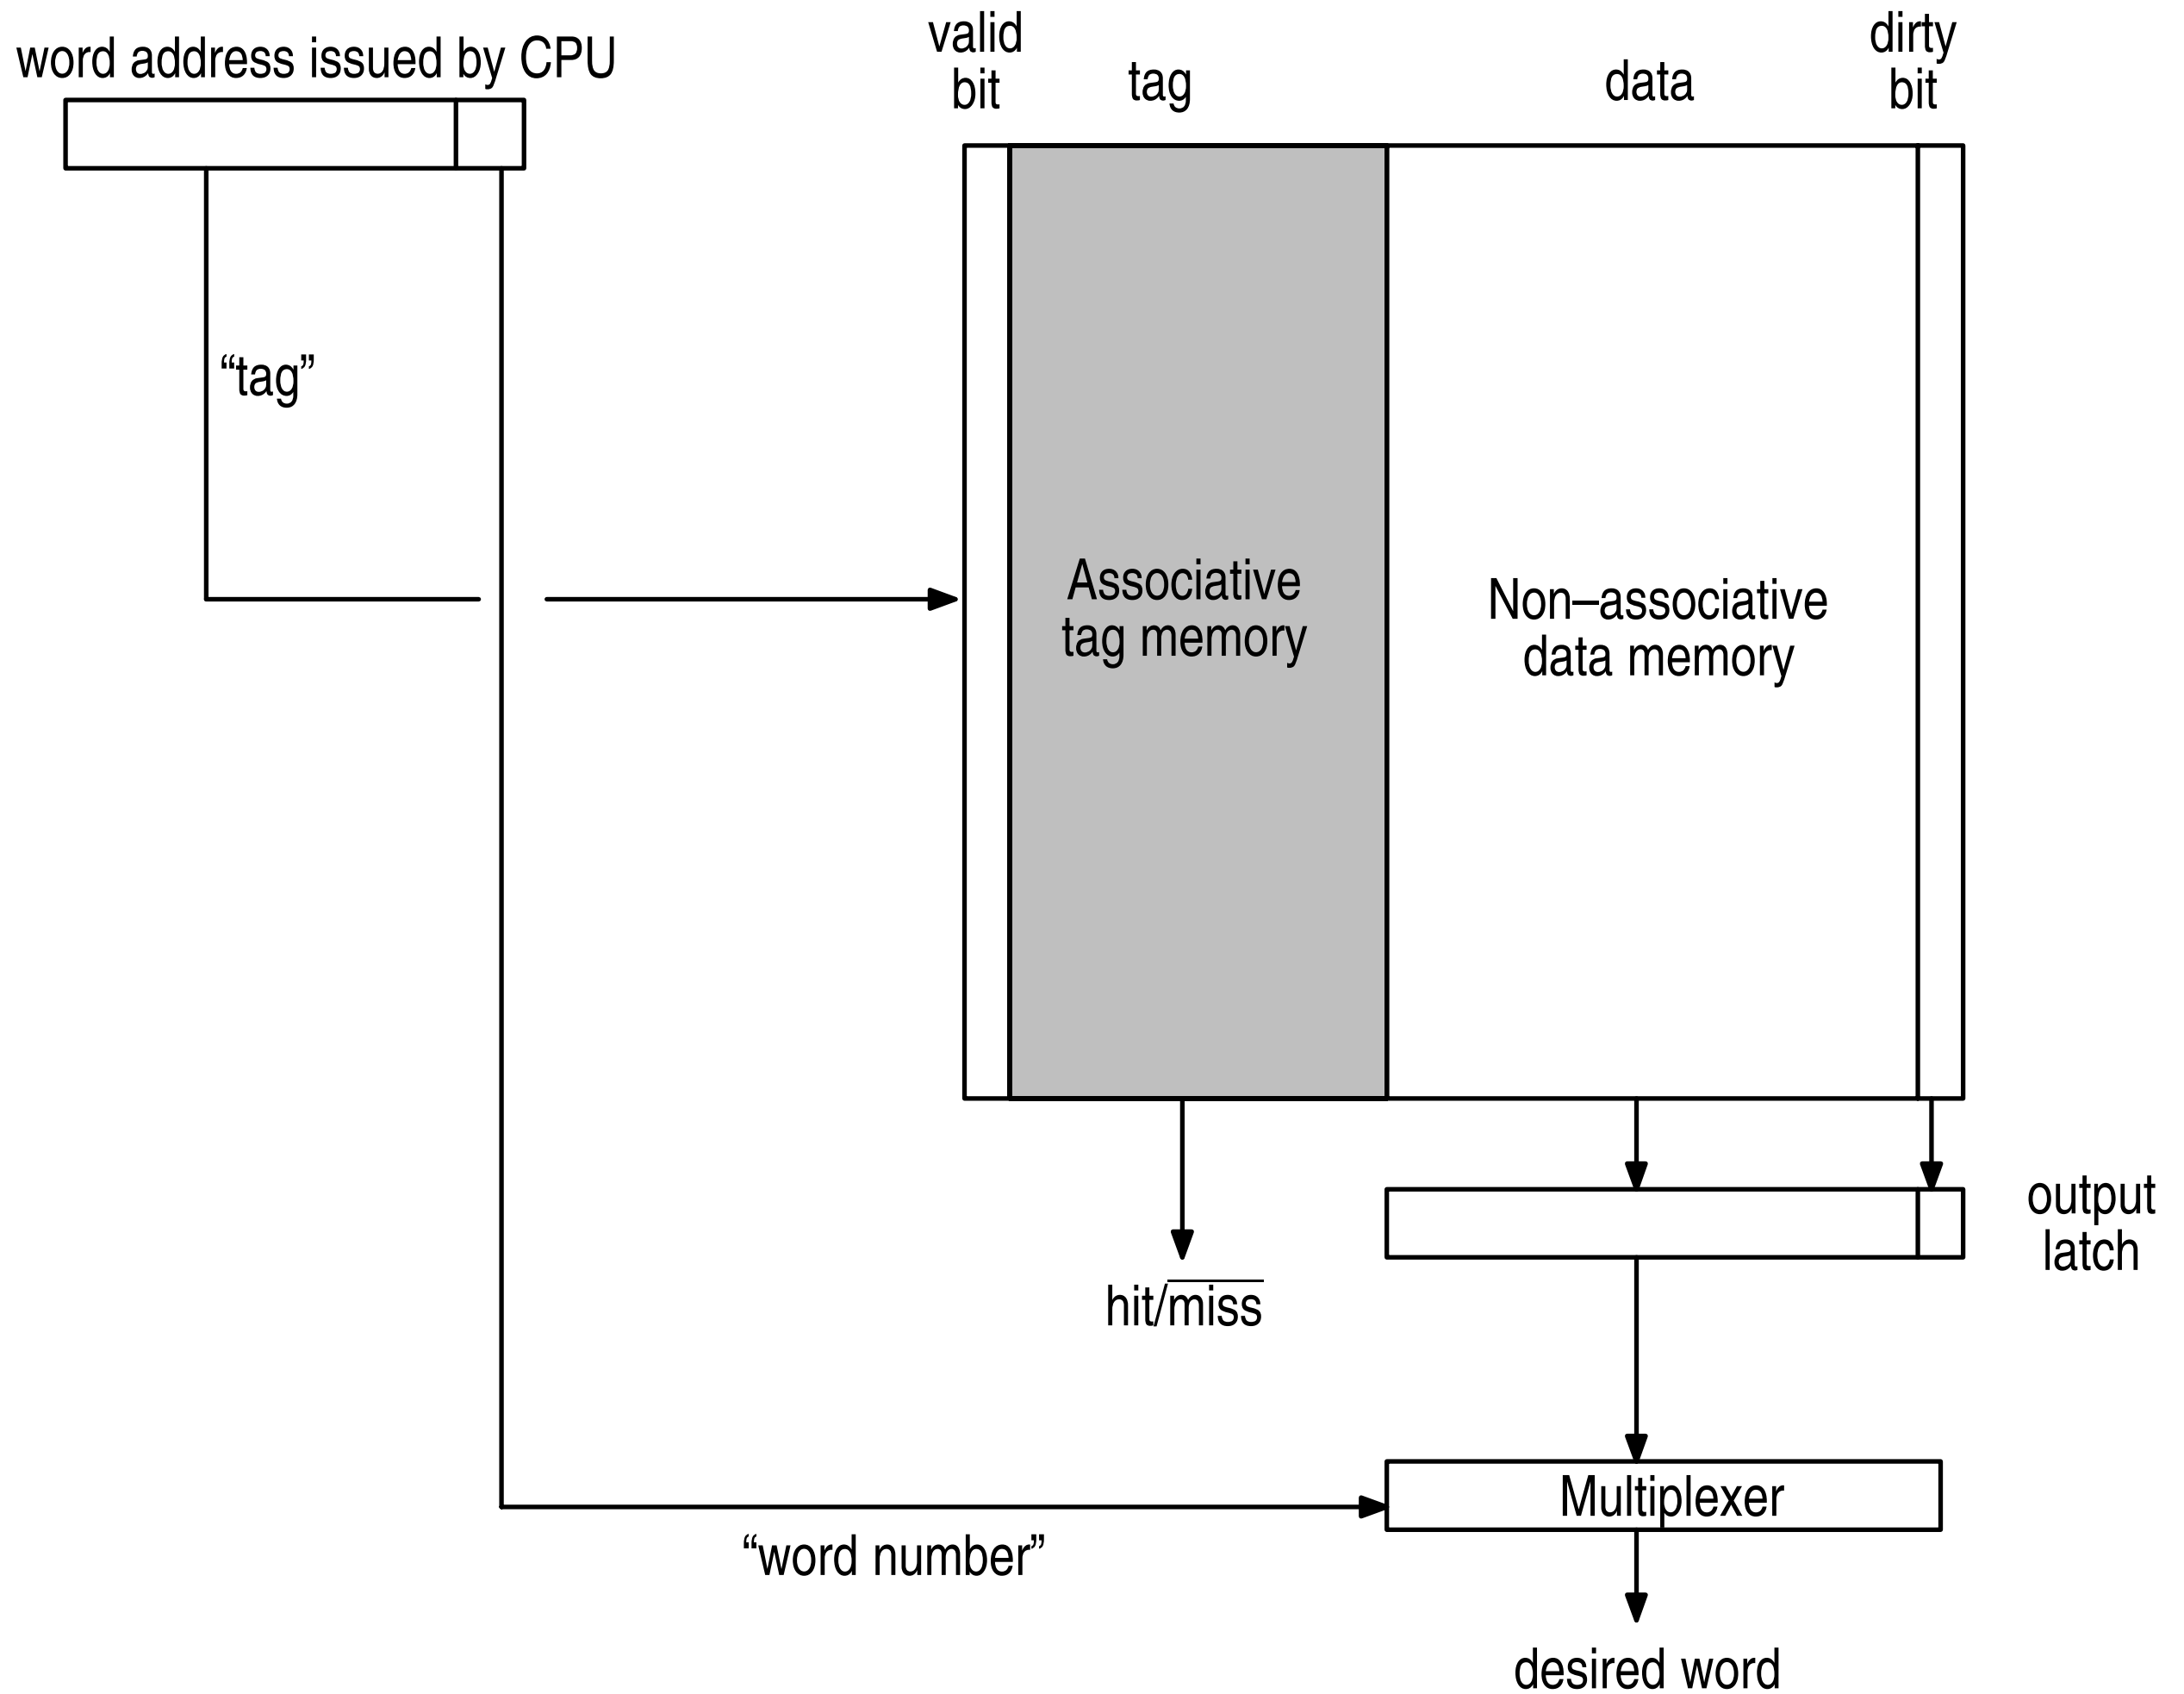 word address issued by CPU
valid
bit
tag
data
dirty
bit
“tag”
Associative
tag memory
Non–associative
data memory
output
latch
hit/miss
Multiplexer
“word number”
desired word